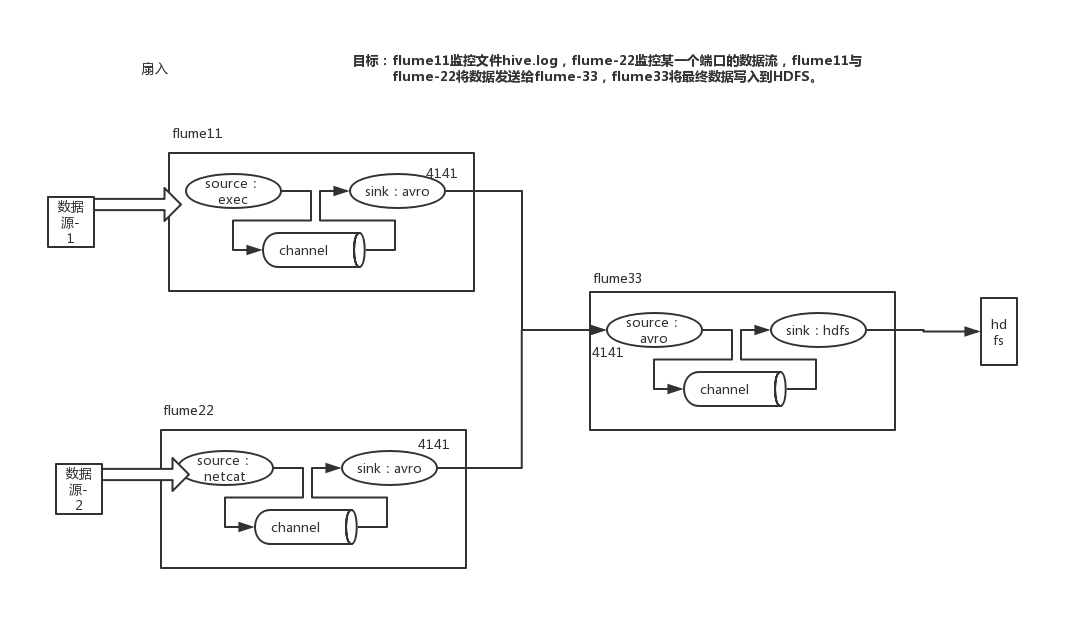 扇入
目标：flume11监控文件hive.log，flume-22监控某一个端口的数据流，flume11与
flume-22将数据发送给flume-33，flume33将最终数据写入到HDFS。
flume11
数据
源-
1
source：
exec
channel
sink：avro
4141
flume22
数据
源-
2
source：
netcat
channel
sink：avro
4141
flume33
source：
avro
4141
channel
sink：hdfs
hd
fs